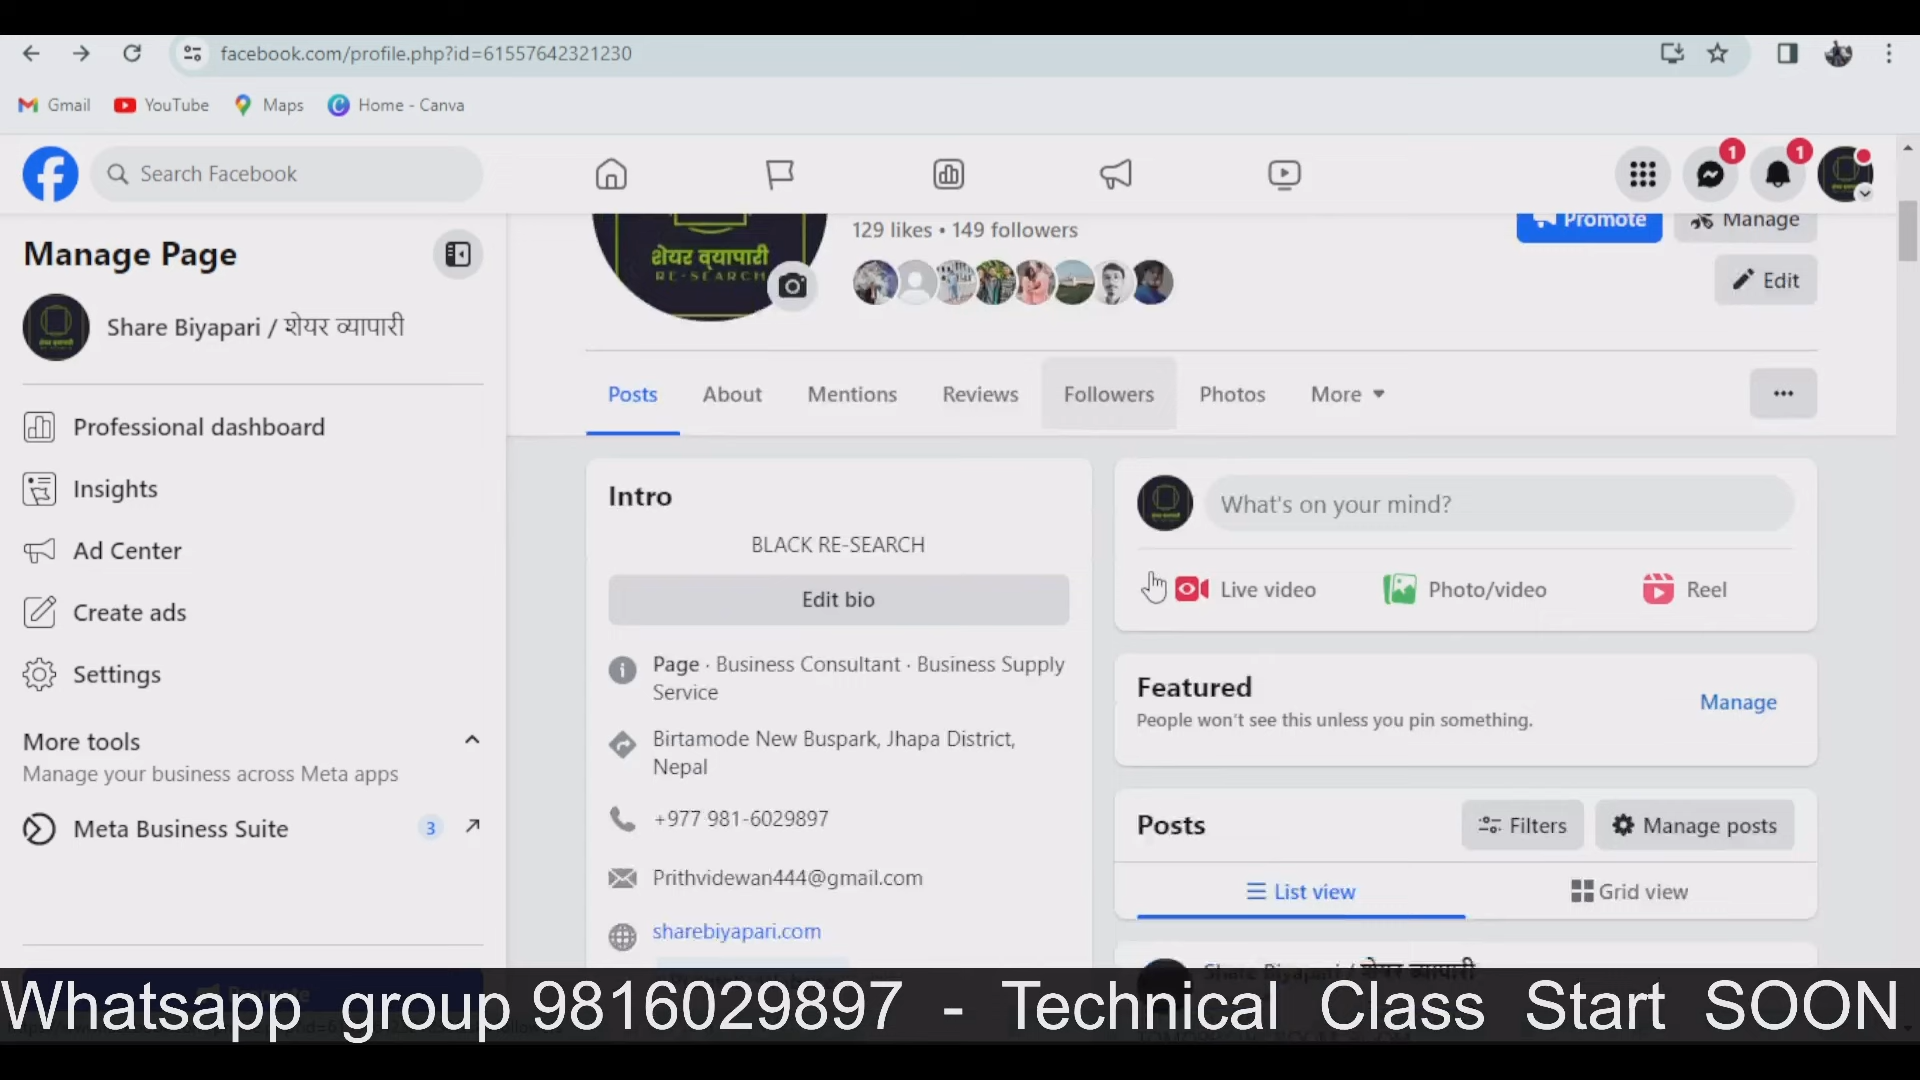 facebook.com/profile.php?id=61557642321230
Gmail YouTube Maps Home - Canva
Search Facebook
1 1
Manage Page
Share Biyapari / शेयर व्यापारी
Professional dashboard
Insights
Ad Center
Create ads
Settings
More tools
Manage your business across Meta apps
Meta Business Suite 3
शेयर व्यापारी
RE-SEARCH
129 likes • 149 followers
Promote Manage
Edit
Posts About Mentions Reviews Followers Photos More
Intro
BLACK RE-SEARCH
Edit bio
Page · Business Consultant · Business Supply
Service
Birtamode New Buspark, Jhapa District,
Nepal
+977 981-6029897
Prithvidewan444@gmail.com
sharebiyapari.com
What's on your mind?
Live video Photo/video Reel
Featured
People won't see this unless you pin something.
Manage
Posts Filters Manage posts
List view Grid view
Share Biyapari / शेयर व्यापारी
Whatsapp group 9816029897 - Technical Class Start SOON